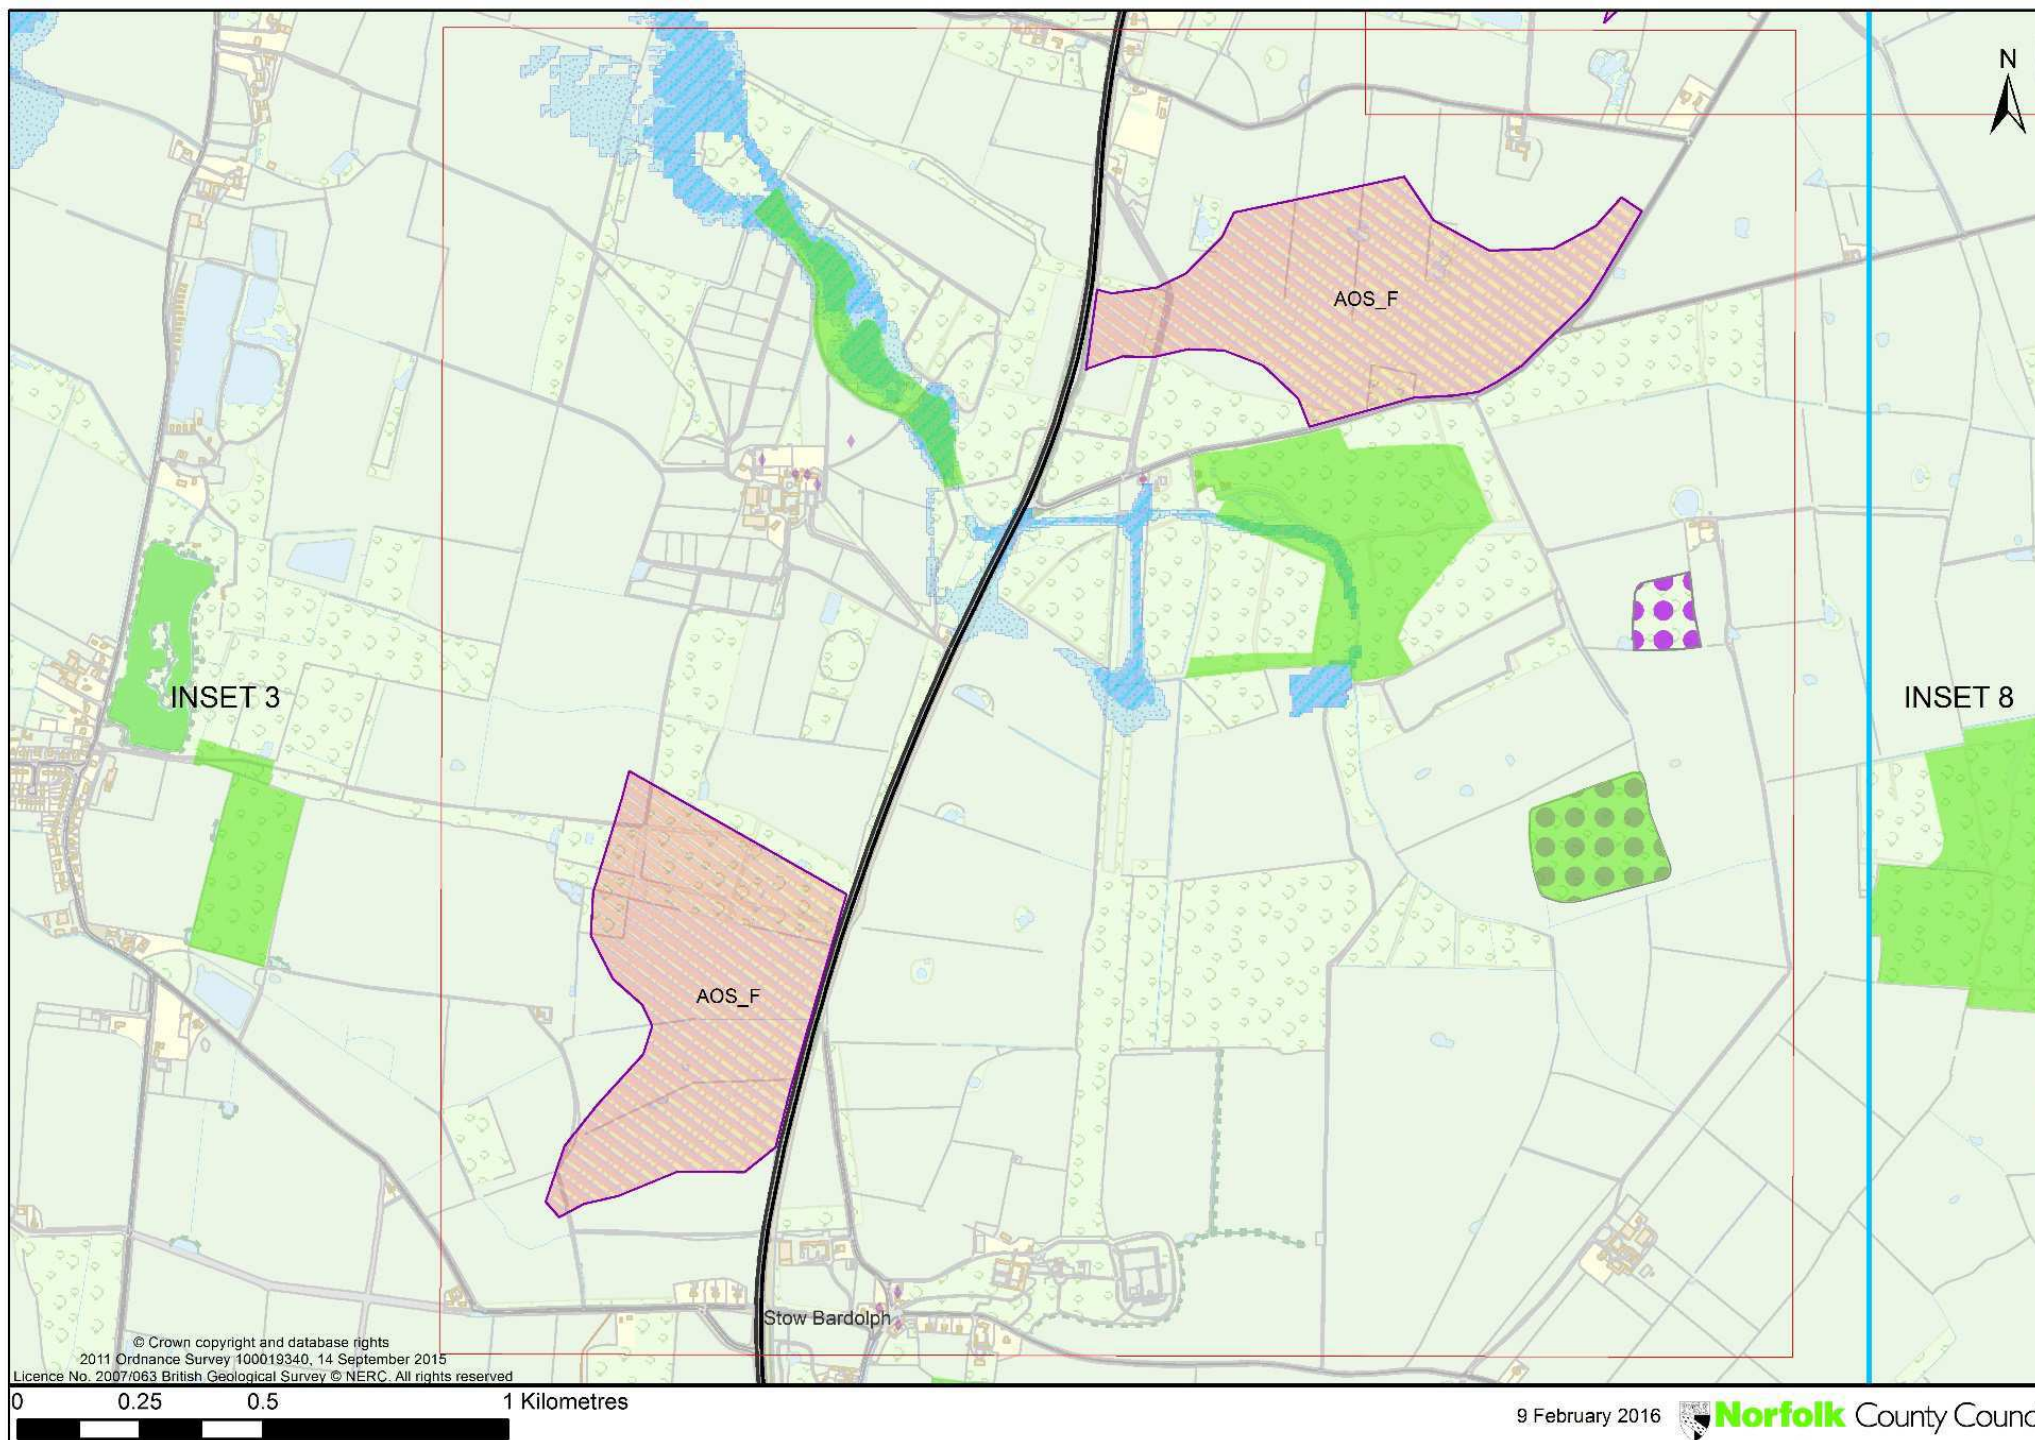 N
AOS_F
INSET 3
INSET 8
AOS_F
Stow Bardolph
© Crown copyright and database rights
2011 Ordnance Survey 100019340, 14 September 2015
Licence No. 2007/063 British Geological Survey © NERC. All rights reserved
0 0.25 0.5 1 Kilometres
9 February 2016 Norfolk County Counc